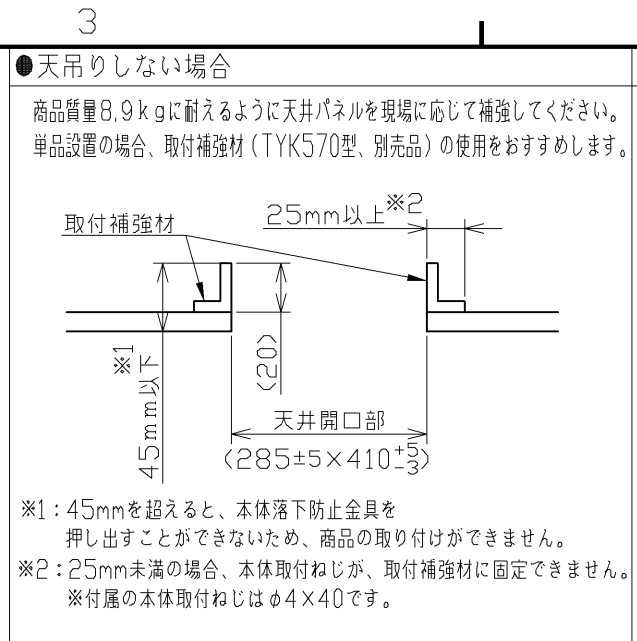 3
●天吊りしない場合
商品質量8.9kgに耐えるように天井パネルを現場に応じて補強してください。
単品設置の場合、取付補強材(TYK570型、別売品)の使用をおすすめします。
取付補強材
25mm以上※2
※1
45mm以下
(20)
天井開口部
(285±5×410+5-3)
※1:45mmを超えると、本体落下防止金具を
押し出すことができないため、商品の取り付けができません。
※2:25mm未満の場合、本体取付ねじが、取付補強材に固定できません。
※付属の本体取付ねじはφ4×40です。